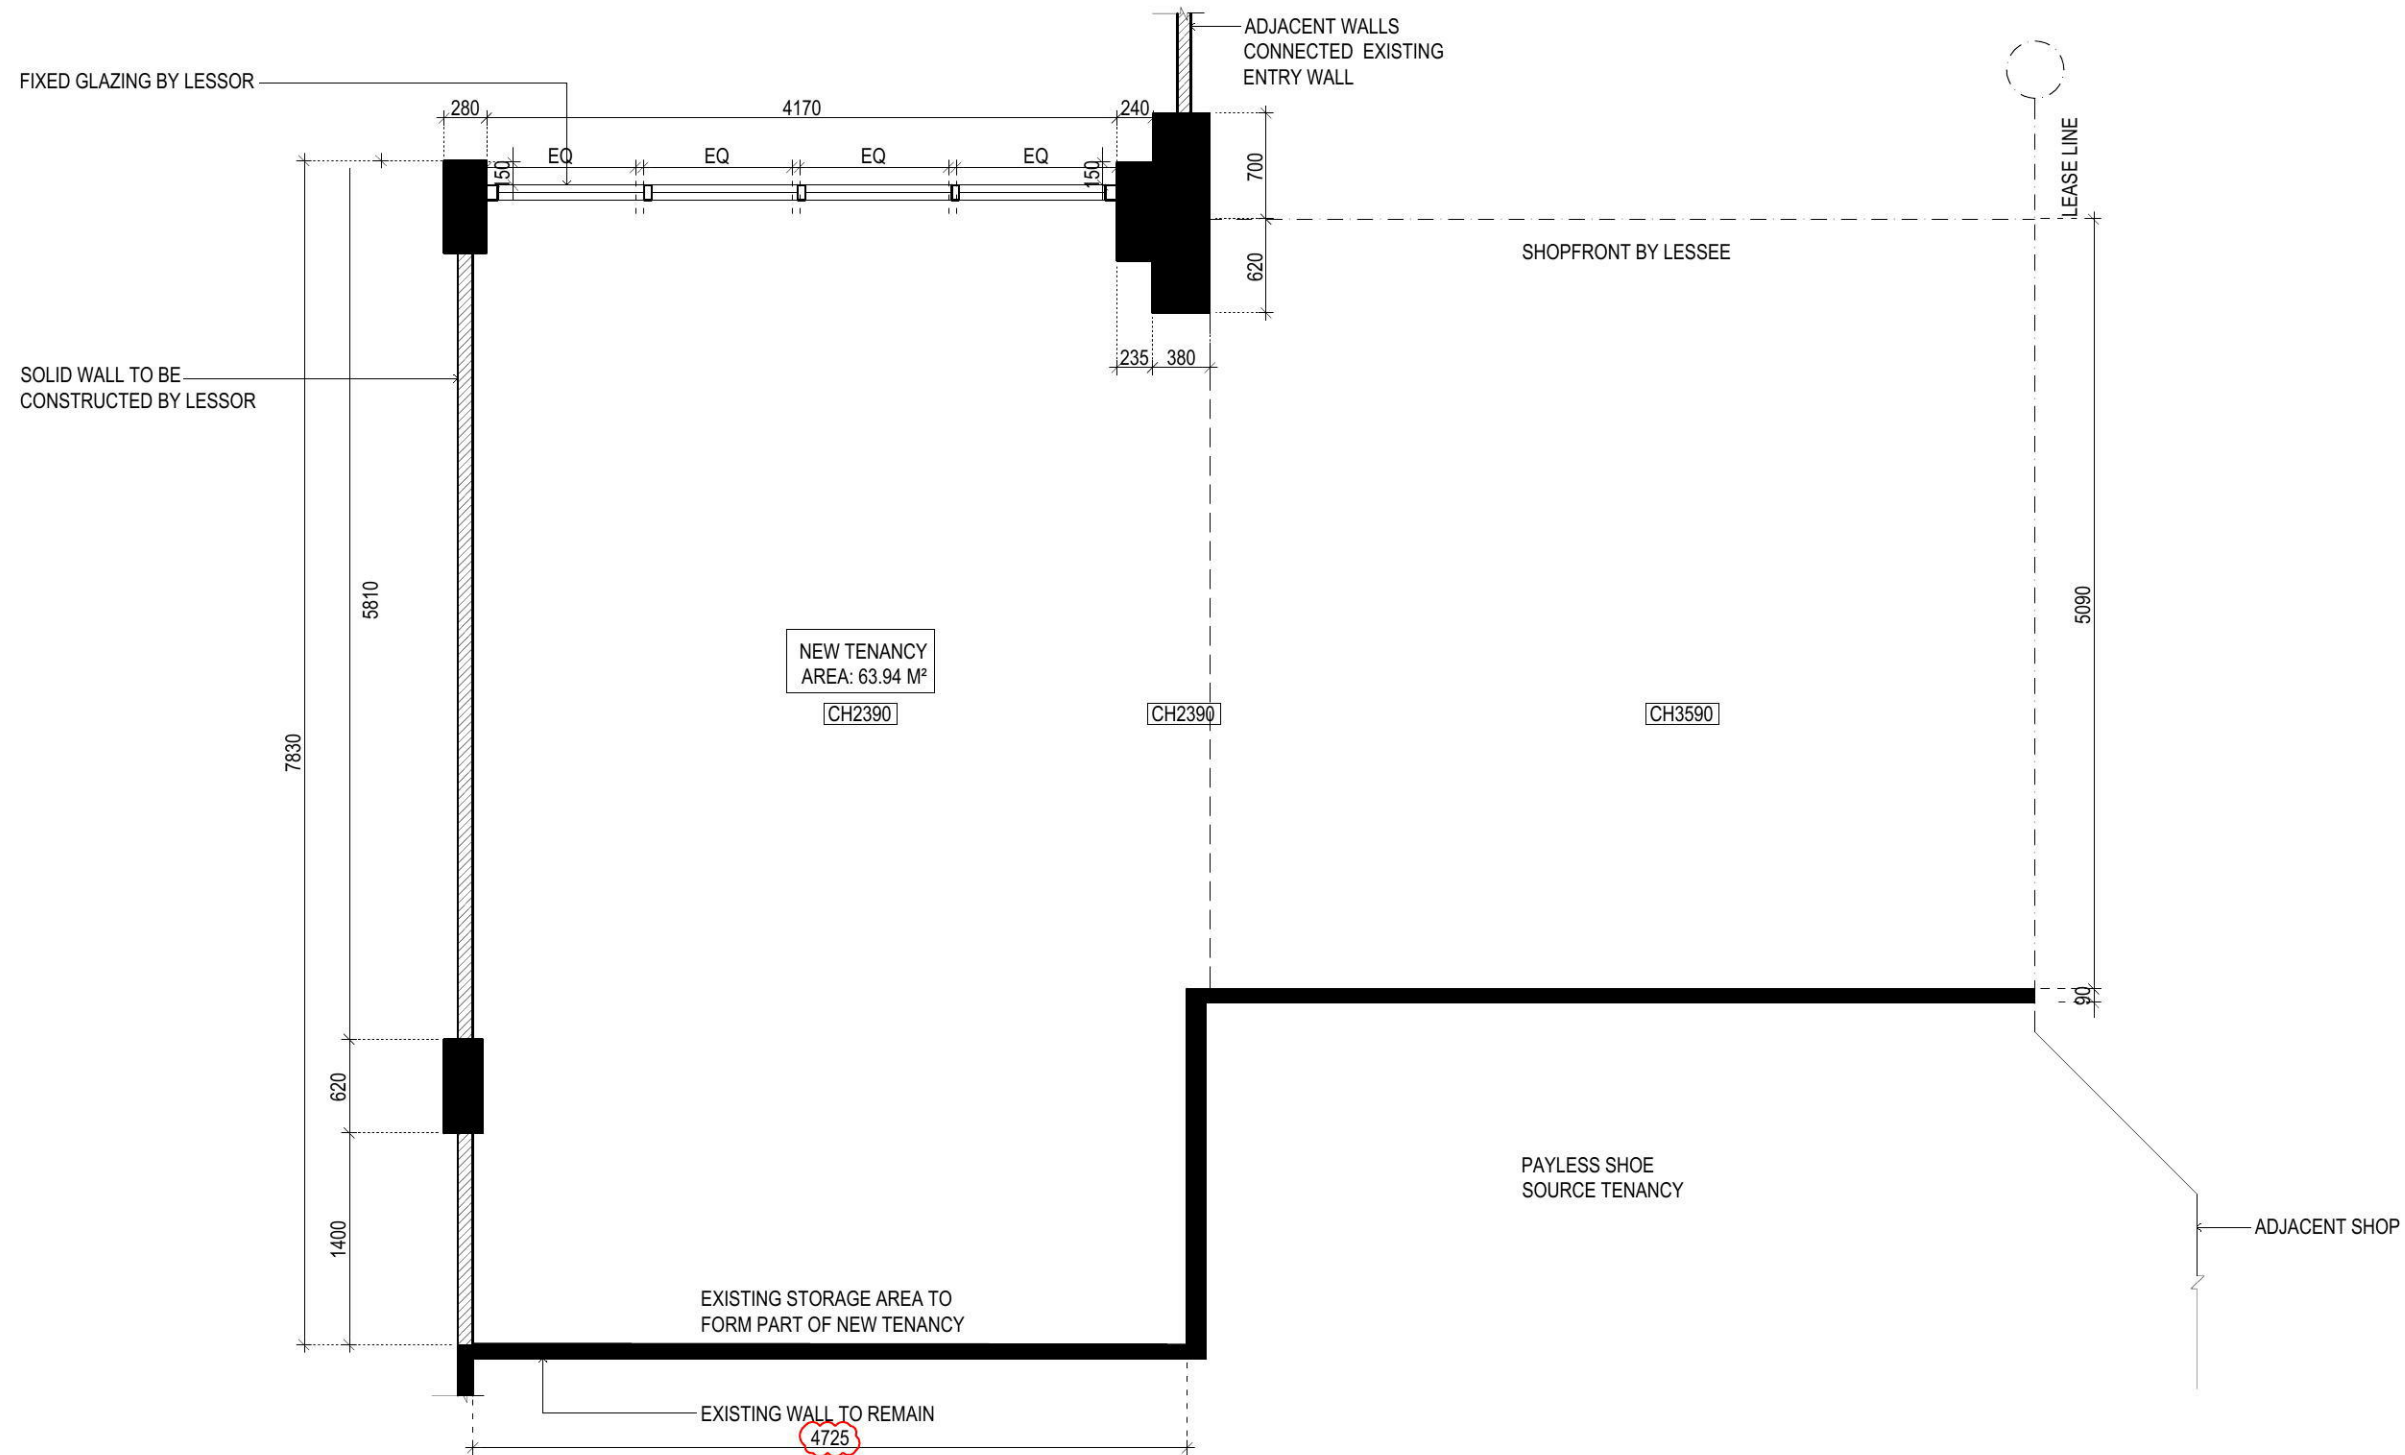 ADJACENT WALLS
CONNECTED EXISTING
ENTRY WALL
FIXED GLAZING BY LESSOR
280
4170
240
EQ
EQ
EQ
EQ
150
150
700
LEASE LINE
SHOPFRONT BY LESSEE
620
235
380
SOLID WALL TO BE
CONSTRUCTED BY LESSOR
5810
5090
NEW TENANCY
AREA: 63.94 M²
CH2390
CH2390
CH3590
7830
90
620
PAYLESS SHOE
SOURCE TENANCY
1400
ADJACENT SHOP
EXISTING STORAGE AREA TO
FORM PART OF NEW TENANCY
EXISTING WALL TO REMAIN
4725